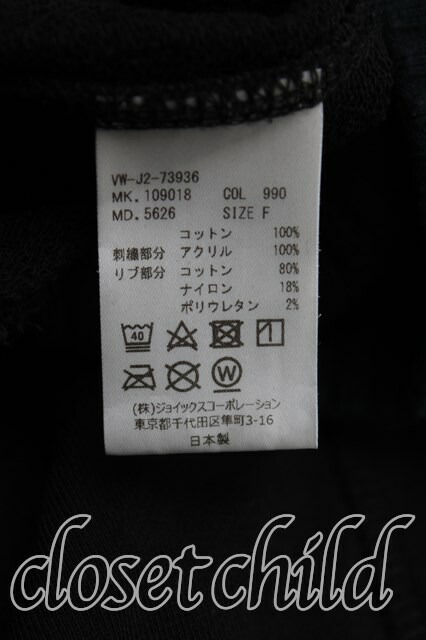 VW-J2-73936
MK. 109018 COL 990
MD. 5626 SIZE F
コットン 100%
刺繍部分 アクリル 100%
リブ部分 コットン 80%
ナイロン 18%
ポリウレタン 2%
40
W
(株)ジョイックスコーポレーション
東京都千代田区隼町3-16
日本製
closet child